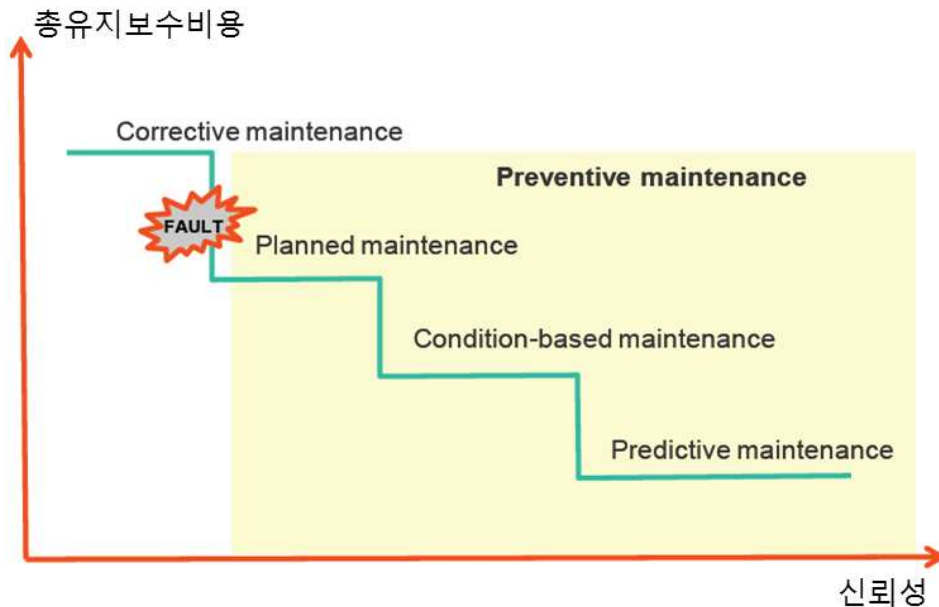 총유지보수비용
Corrective maintenance
Preventive maintenance
FAULT
Planned maintenance
Condition-based maintenance
Predictive maintenance
신뢰성